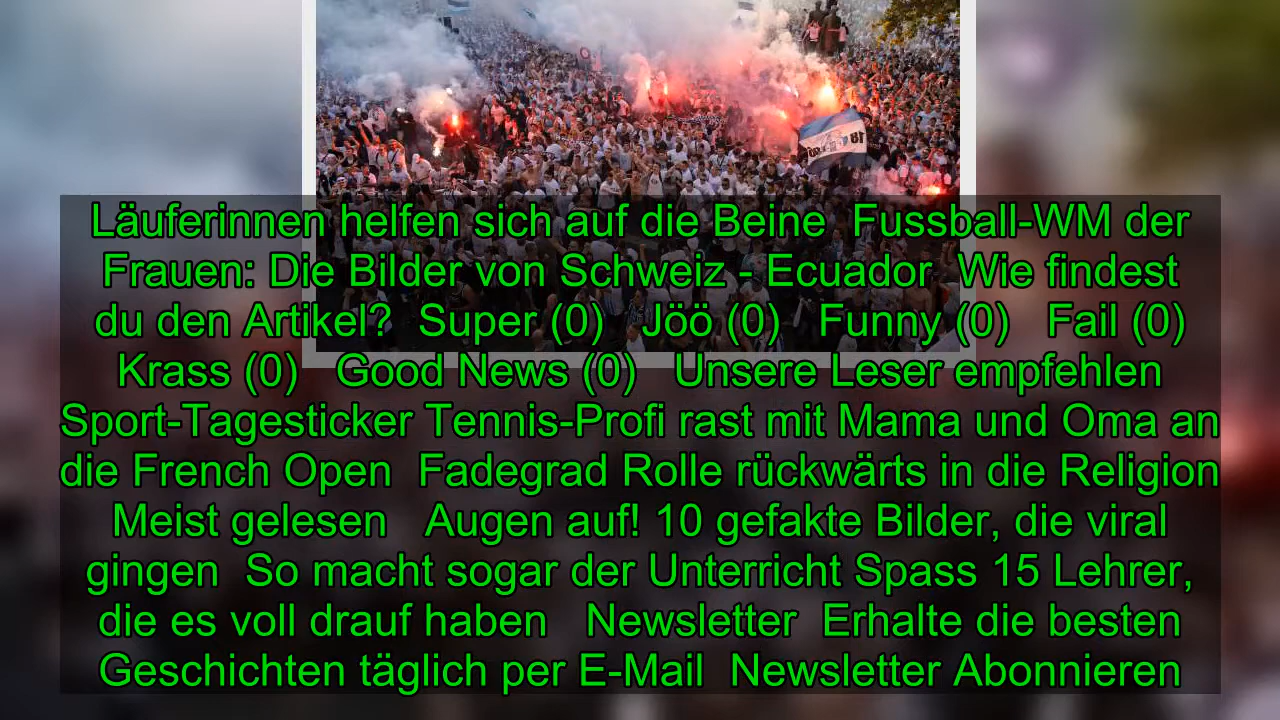 Läuferinnen helfen sich auf die Beine  Fussball-WM der
Frauen: Die Bilder von Schweiz - Ecuador  Wie findest
du den Artikel?  Super (0)   Jöö (0)   Funny (0)   Fail (0)
Krass (0)   Good News (0)   Unsere Leser empfehlen
Sport-Tagesticker Tennis-Profi rast mit Mama und Oma an
die French Open  Fadegrad Rolle rückwärts in die Religion
Meist gelesen   Augen auf! 10 gefakte Bilder, die viral
gingen  So macht sogar der Unterricht Spass 15 Lehrer,
die es voll drauf haben   Newsletter  Erhalte die besten
Geschichten täglich per E-Mail  Newsletter Abonnieren